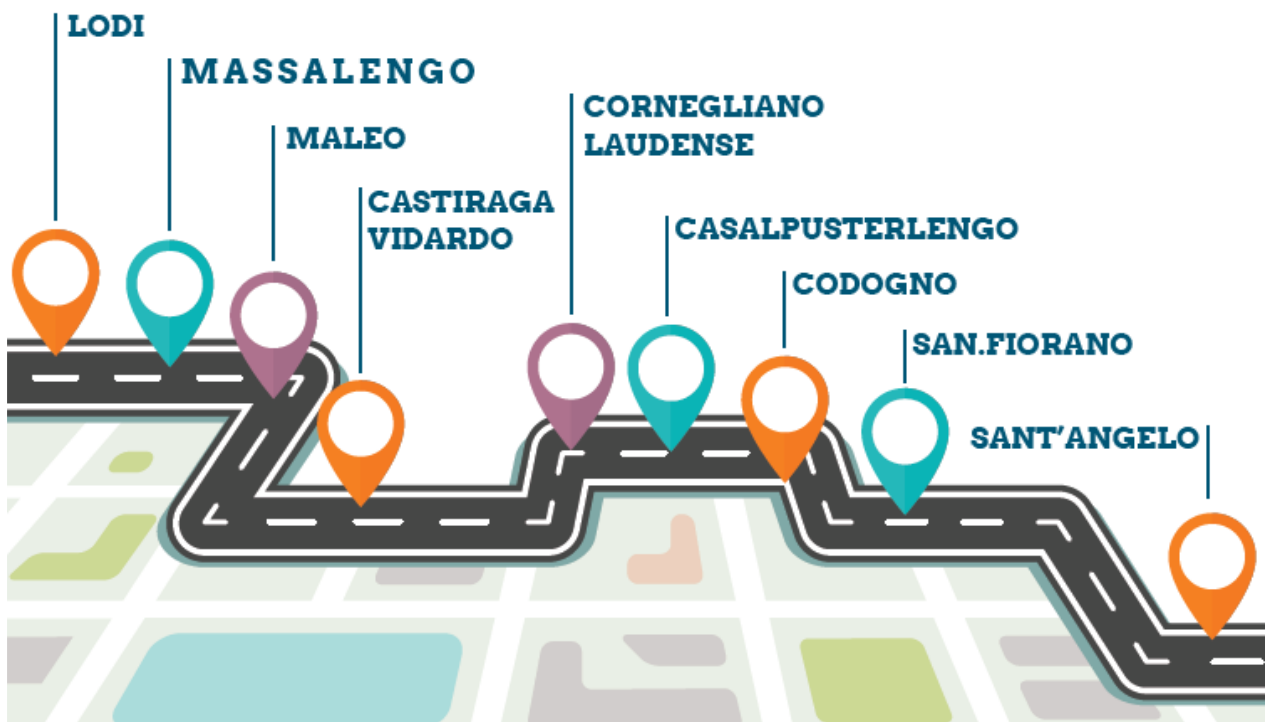 LODI
MASSALENGO
MALEO
CASTIRAGA
VIDARDO
CORNEGLIANO
LAUDENSE
CASALPUSTERLENGO
CODOGNO
SAN.FIORANO
SANT'ANGELO